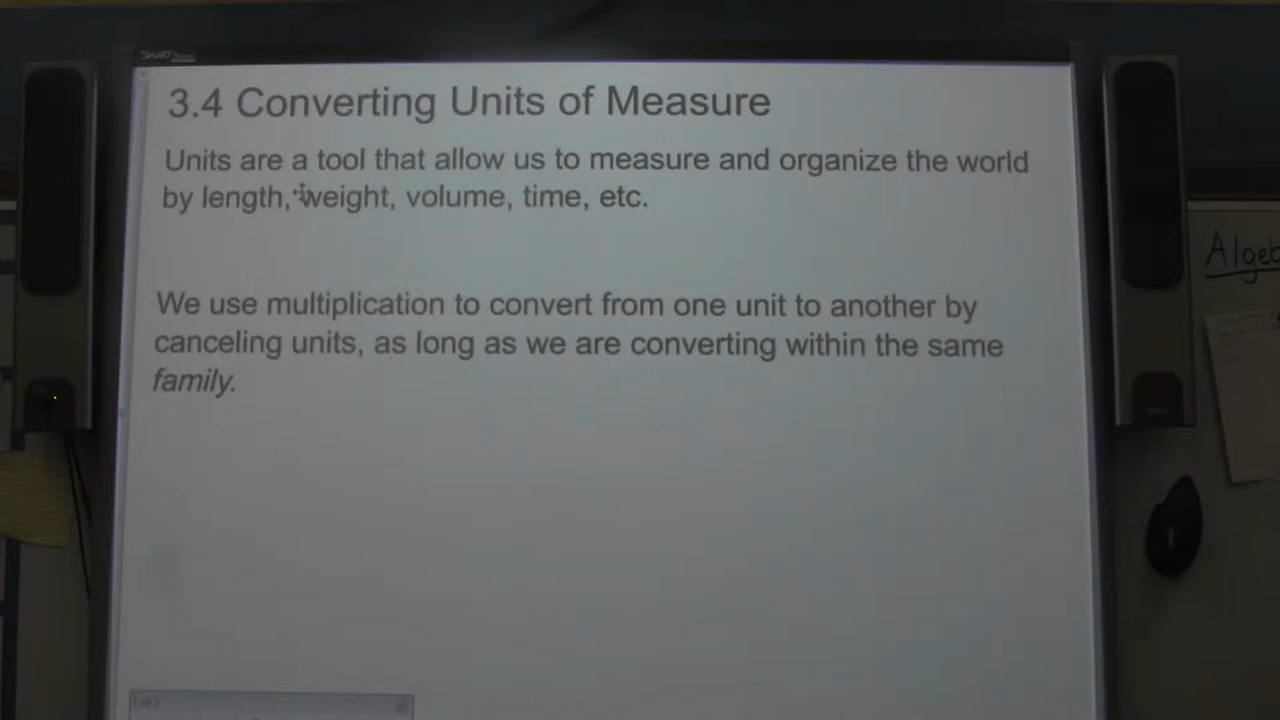 SMART
3.4 Converting Units of Measure
Units are a tool that allow us to measure and organize the world
by length, weight, volume, time, etc.
We use multiplication to convert from one unit to another by
canceling units, as long as we are converting within the same
family.
Algeb